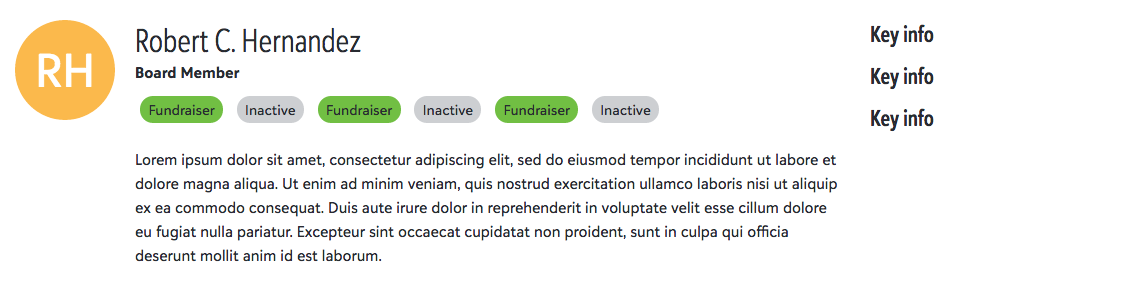 RH
Robert C. Hernandez
Board Member
Fundraiser Inactive Fundraiser Inactive Fundraiser Inactive
Lorem ipsum dolor sit amet, consectetur adipiscing elit, sed do eiusmod tempor incididunt ut labore et
dolore magna aliqua. Ut enim ad minim veniam, quis nostrud exercitation ullamco laboris nisi ut aliquip
ex ea commodo consequat. Duis aute irure dolor in reprehenderit in voluptate velit esse cillum dolore
eu fugiat nulla pariatur. Excepteur sint occaecat cupidatat non proident, sunt in culpa qui officia
deserunt mollit anim id est laborum.
Key info
Key info
Key info